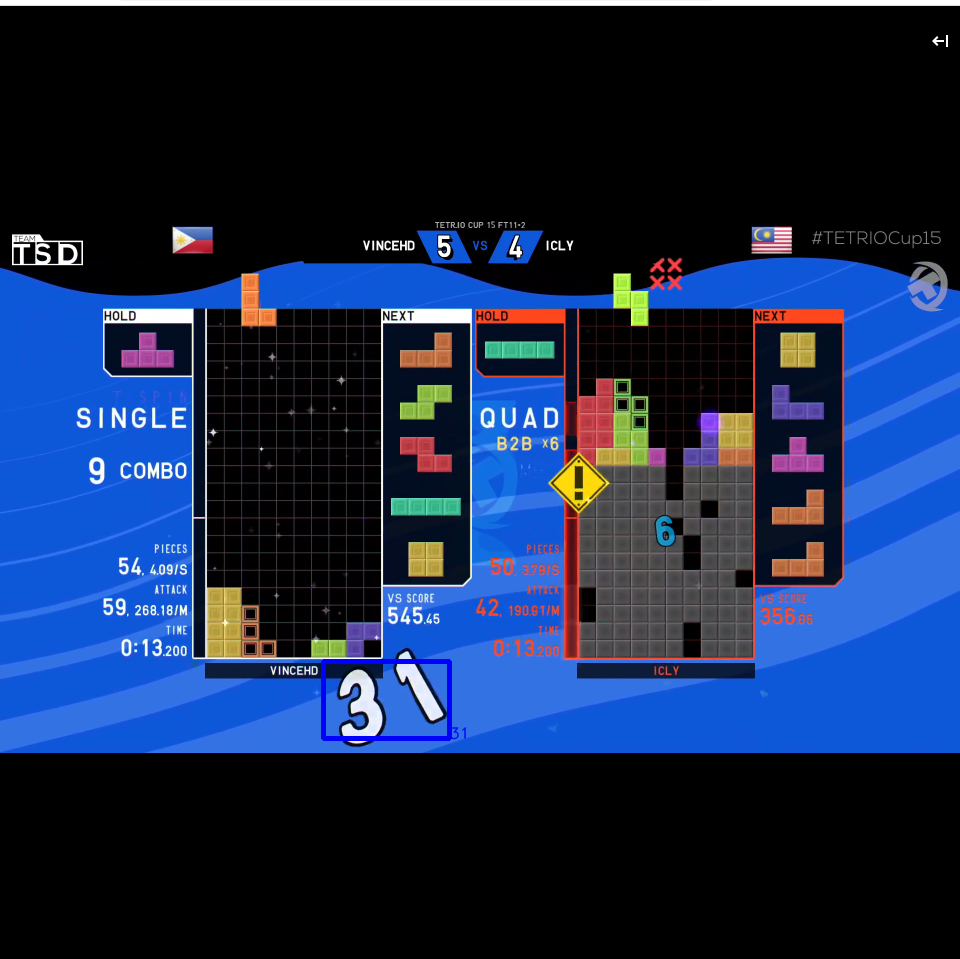 TETR.IO CUP 15 FT11-2
TEAM
TSD
VINCEHD 5 VS 4 ICLY
#TETRIOCup15
HOLD
NEXT
T SPIN
SINGLE
9 COMBO
PIECES
54, 4.09/S
ATTACK
59, 268.18/M
TIME
0:13.200
VS SCORE
545.45
VINCEHD
31
31
HOLD
NEXT
QUAD
B2B x6
!
6
PIECES
50, 3.79/S
ATTACK
42, 190.91/M
TIME
0:13.200
VS SCORE
356.06
ICLY